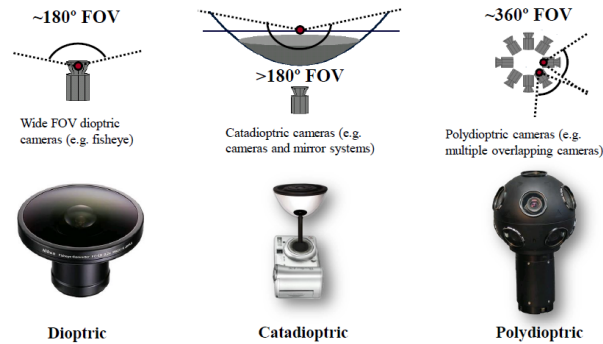 ~180º FOV
>180º FOV
~360º FOV
Wide FOV dioptric
cameras (e.g. fisheye)
Catadioptric cameras (e.g.
cameras and mirror systems)
Polydioptric cameras (e.g.
multiple overlapping cameras)
Dioptric
Catadioptric
Polydioptric